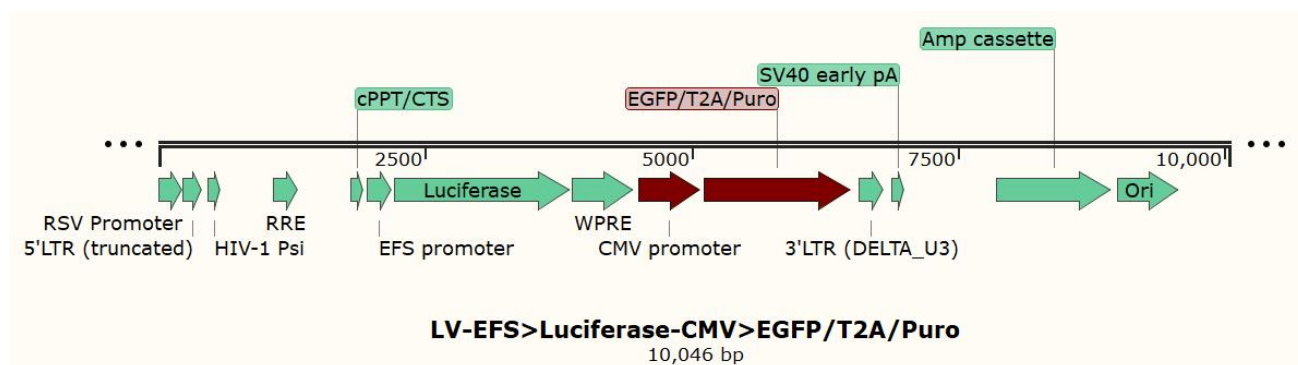 Amp cassette
SV40 early pA
EGFP/T2A/Puro
cPPT/CTS
2500 5000 7500 10,000
Luciferase Ori
RSV Promoter RRE WPRE
5'LTR (truncated) HIV-1 Psi EFS promoter CMV promoter 3'LTR (DELTA_U3)
LV-EFS>Luciferase-CMV>EGFP/T2A/Puro
10,046 bp